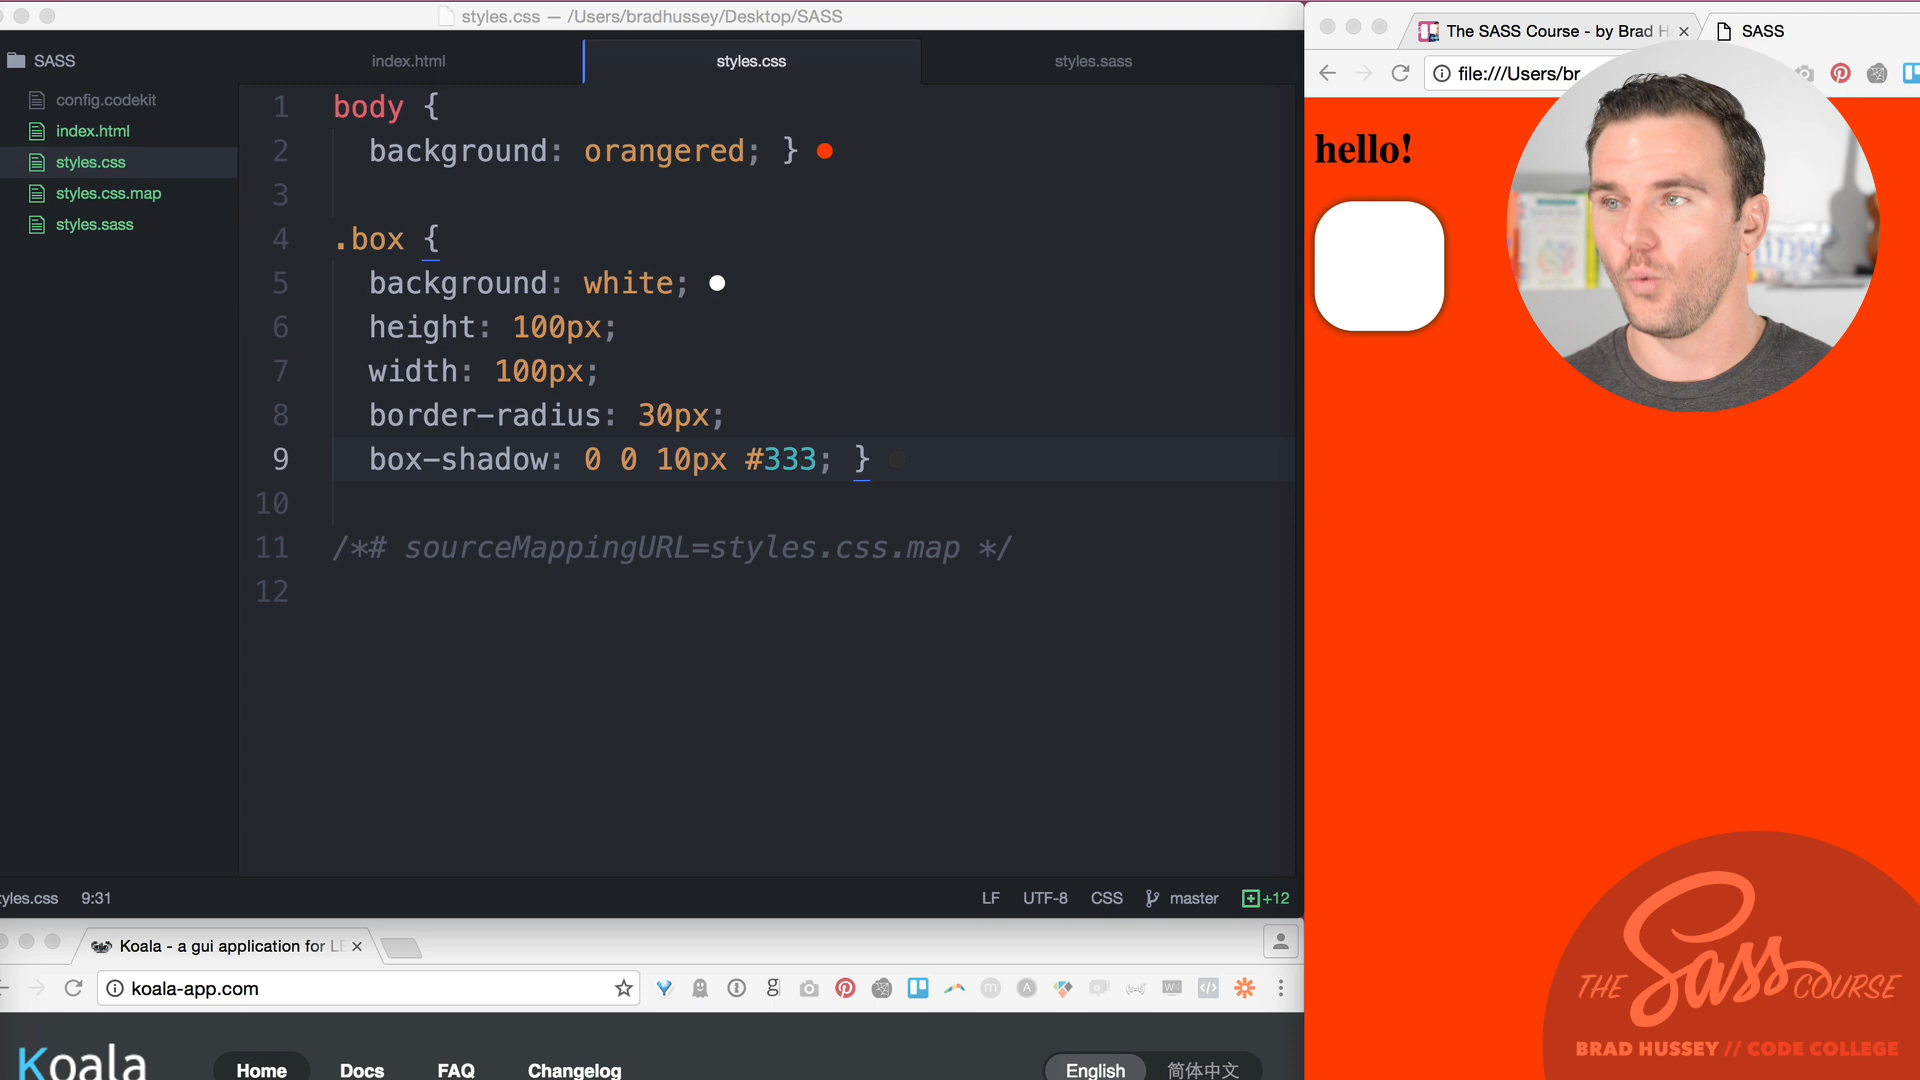 styles.css — /Users/bradhussey/Desktop/SASS
SASS
config.codekit
index.html
styles.css
styles.css.map
styles.sass
index.html
styles.css
styles.sass
1 body {
2 background: orangered; }
3
4 .box {
5 background: white;
6 height: 100px;
7 width: 100px;
8 border-radius: 30px;
9 box-shadow: 0 0 10px #333; }
10
11 /*# sourceMappingURL=styles.css.map */
12
yles.css 9:31
LF UTF-8 CSS master +12
Koala - a gui application for LE
koala-app.com
Koala
Home Docs FAQ Changelog
English 简体中文
The SASS Course - by Brad H
SASS
file:///Users/br
hello!
THE Sass COURSE
BRAD HUSSEY // CODE COLLEGE